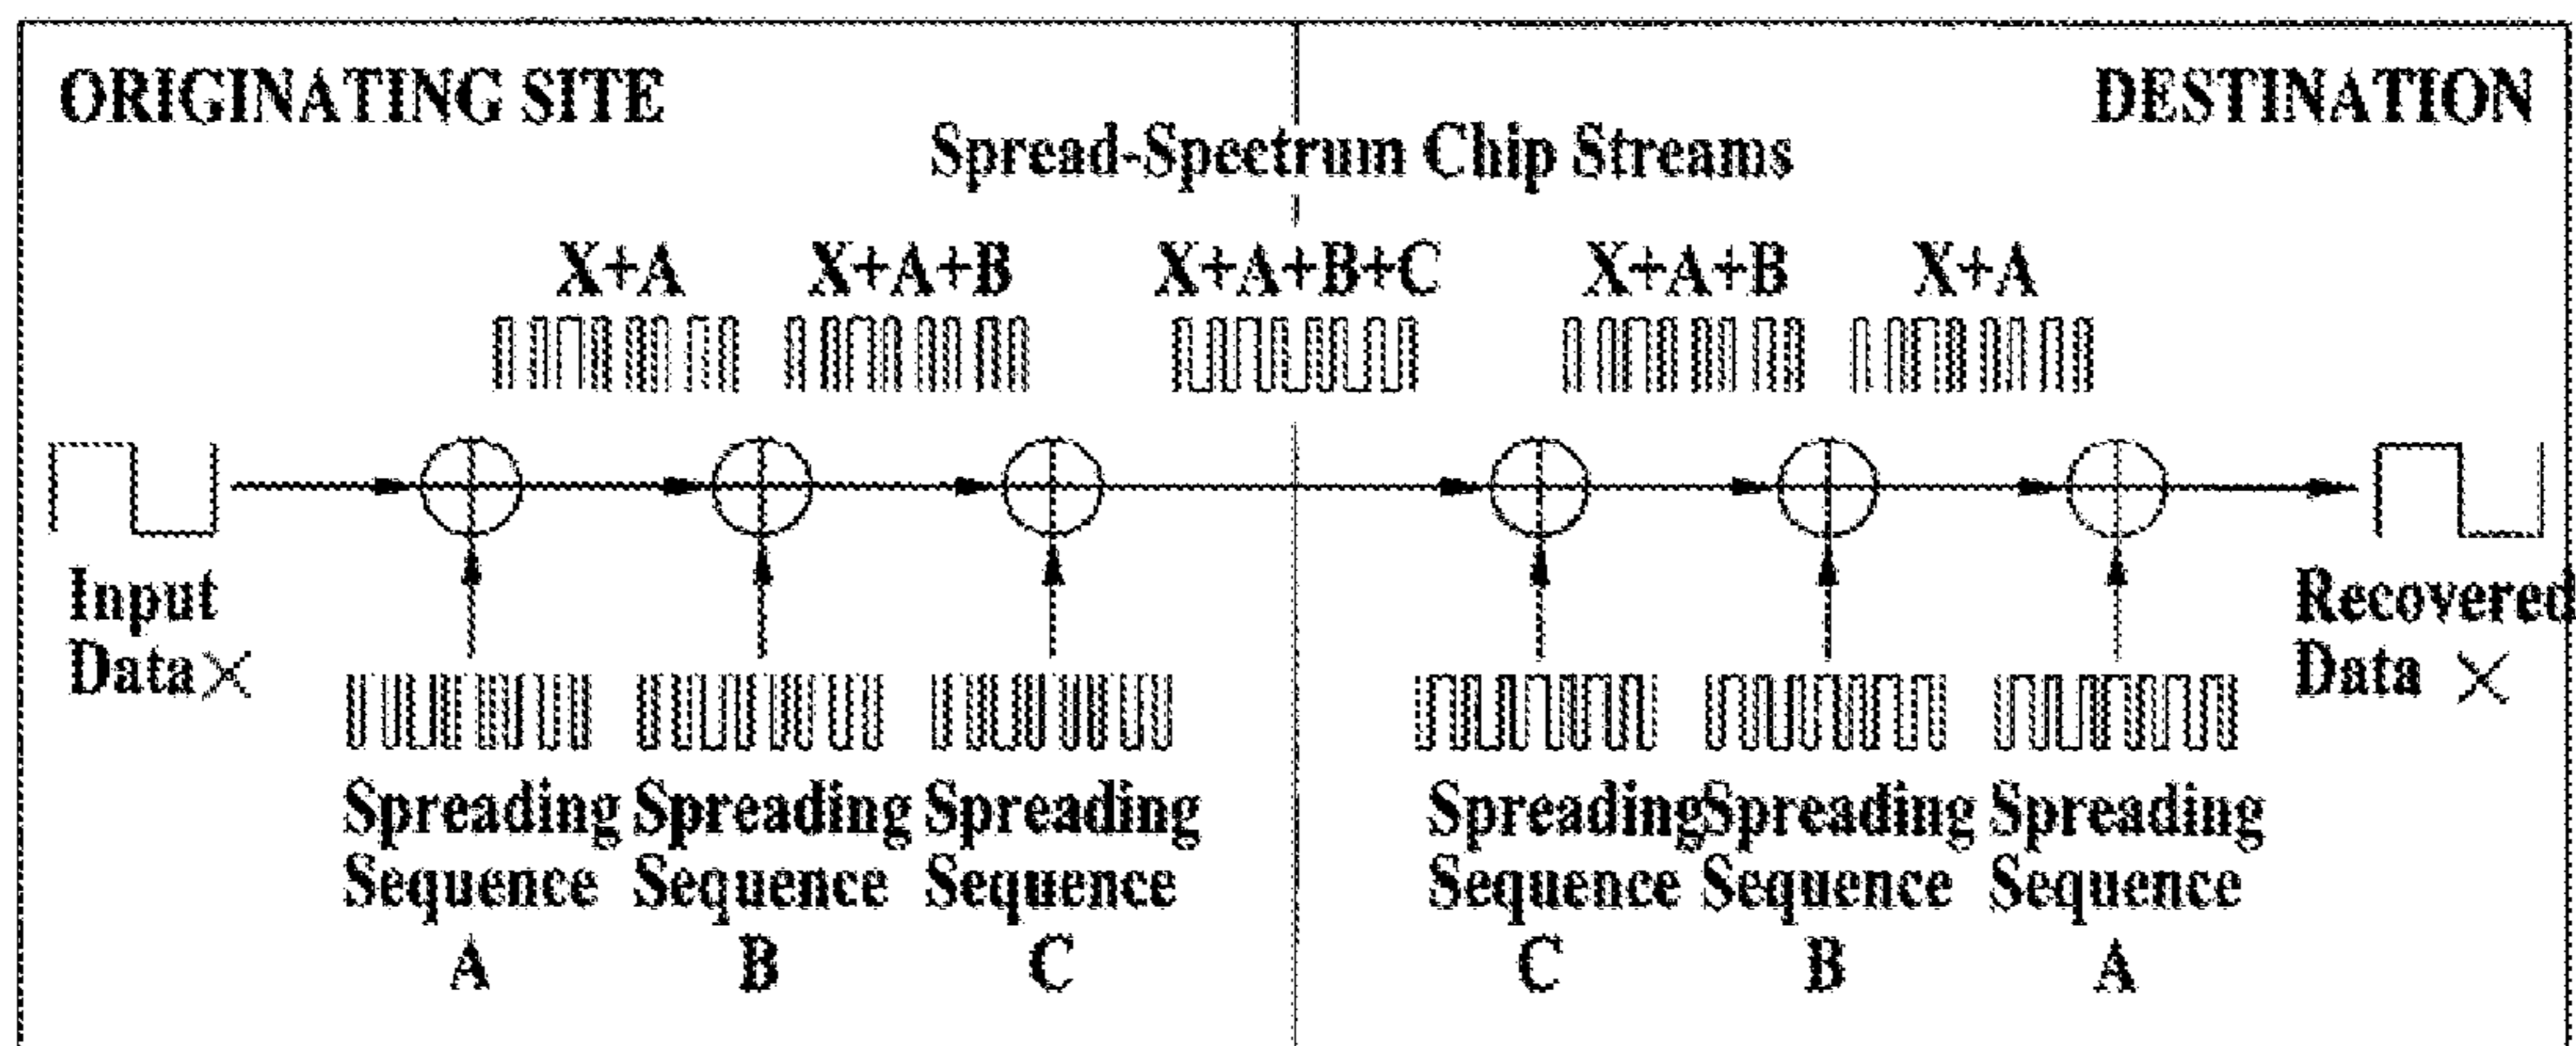 ORIGINATING SITE
DESTINATION
Spread-Spectrum Chip Streams
X+A
X+A+B
X+A+B+C
X+A+B
X+A
Input
Data X
Recovered
Data X
Spreading
Sequence
A
Spreading
Sequence
B
Spreading
Sequence
C
Spreading
Sequence
C
Spreading
Sequence
B
Spreading
Sequence
A